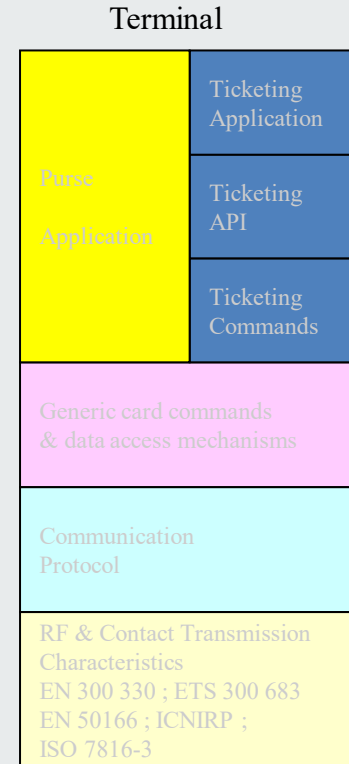 Terminal
Purse
Application
Ticketing
Application
Ticketing
API
Ticketing
Commands
Generic card commands
& data access mechanisms
Communication
Protocol
RF & Contact Transmission
Characteristics
EN 300 330 ; ETS 300 683
EN 50166 ; ICNIRP ;
ISO 7816-3